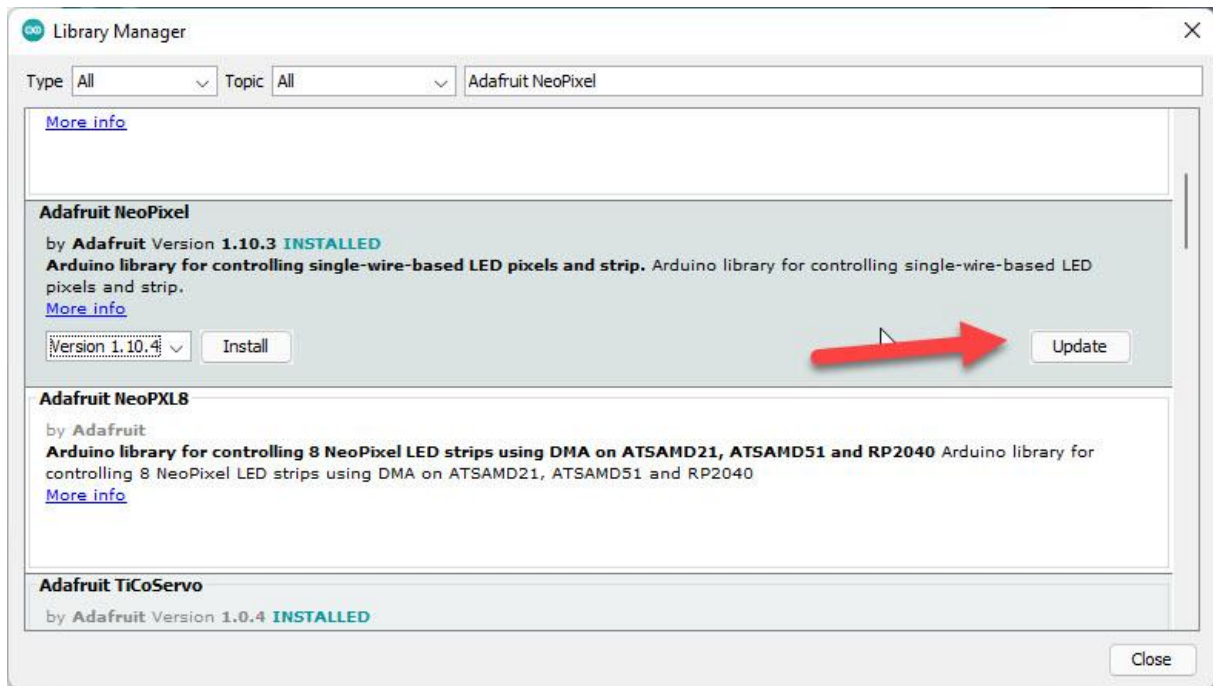 Library Manager
Type All Topic All Adafruit NeoPixel
More info
Adafruit NeoPixel
by Adafruit Version 1.10.3 INSTALLED
Arduino library for controlling single-wire-based LED pixels and strip. Arduino library for controlling single-wire-based LED
pixels and strip.
More info
Version 1.10.4 Install Update
Adafruit NeoPXL8
by Adafruit
Arduino library for controlling 8 NeoPixel LED strips using DMA on ATSAMD21, ATSAMD51 and RP2040 Arduino library for
controlling 8 NeoPixel LED strips using DMA on ATSAMD21, ATSAMD51 and RP2040
More info
Adafruit TiCoServo
by Adafruit Version 1.0.4 INSTALLED
Close